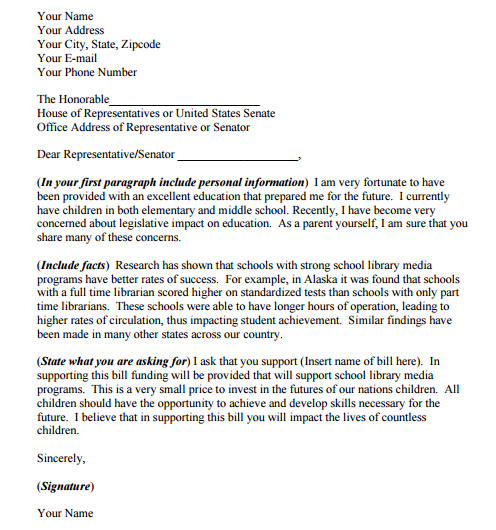 Your Name
Your Address
Your City, State, Zipcode
Your E-mail
Your Phone Number
The Honorable__________________________
House of Representatives or United States Senate
Office Address of Representative or Senator
Dear Representative/Senator _____________________,
(In your first paragraph include personal information) I am very fortunate to have
been provided with an excellent education that prepared me for the future. I currently
have children in both elementary and middle school. Recently, I have become very
concerned about legislative impact on education. As a parent yourself, I am sure that you
share many of these concerns.
(Include facts) Research has shown that schools with strong school library media
programs have better rates of success. For example, in Alaska it was found that schools
with a full time librarian scored higher on standardized tests than schools with only part
time librarians. These schools were able to have longer hours of operation, leading to
higher rates of circulation, thus impacting student achievement. Similar findings have
been made in many other states across our country.
(State what you are asking for) I ask that you support (Insert name of bill here). In
supporting this bill funding will be provided that will support school library media
programs. This is a very small price to invest in the futures of our nations children. All
children should have the opportunity to achieve and develop skills necessary for the
future. I believe that in supporting this bill you will impact the lives of countless
children.
Sincerely,
(Signature)
Your Name